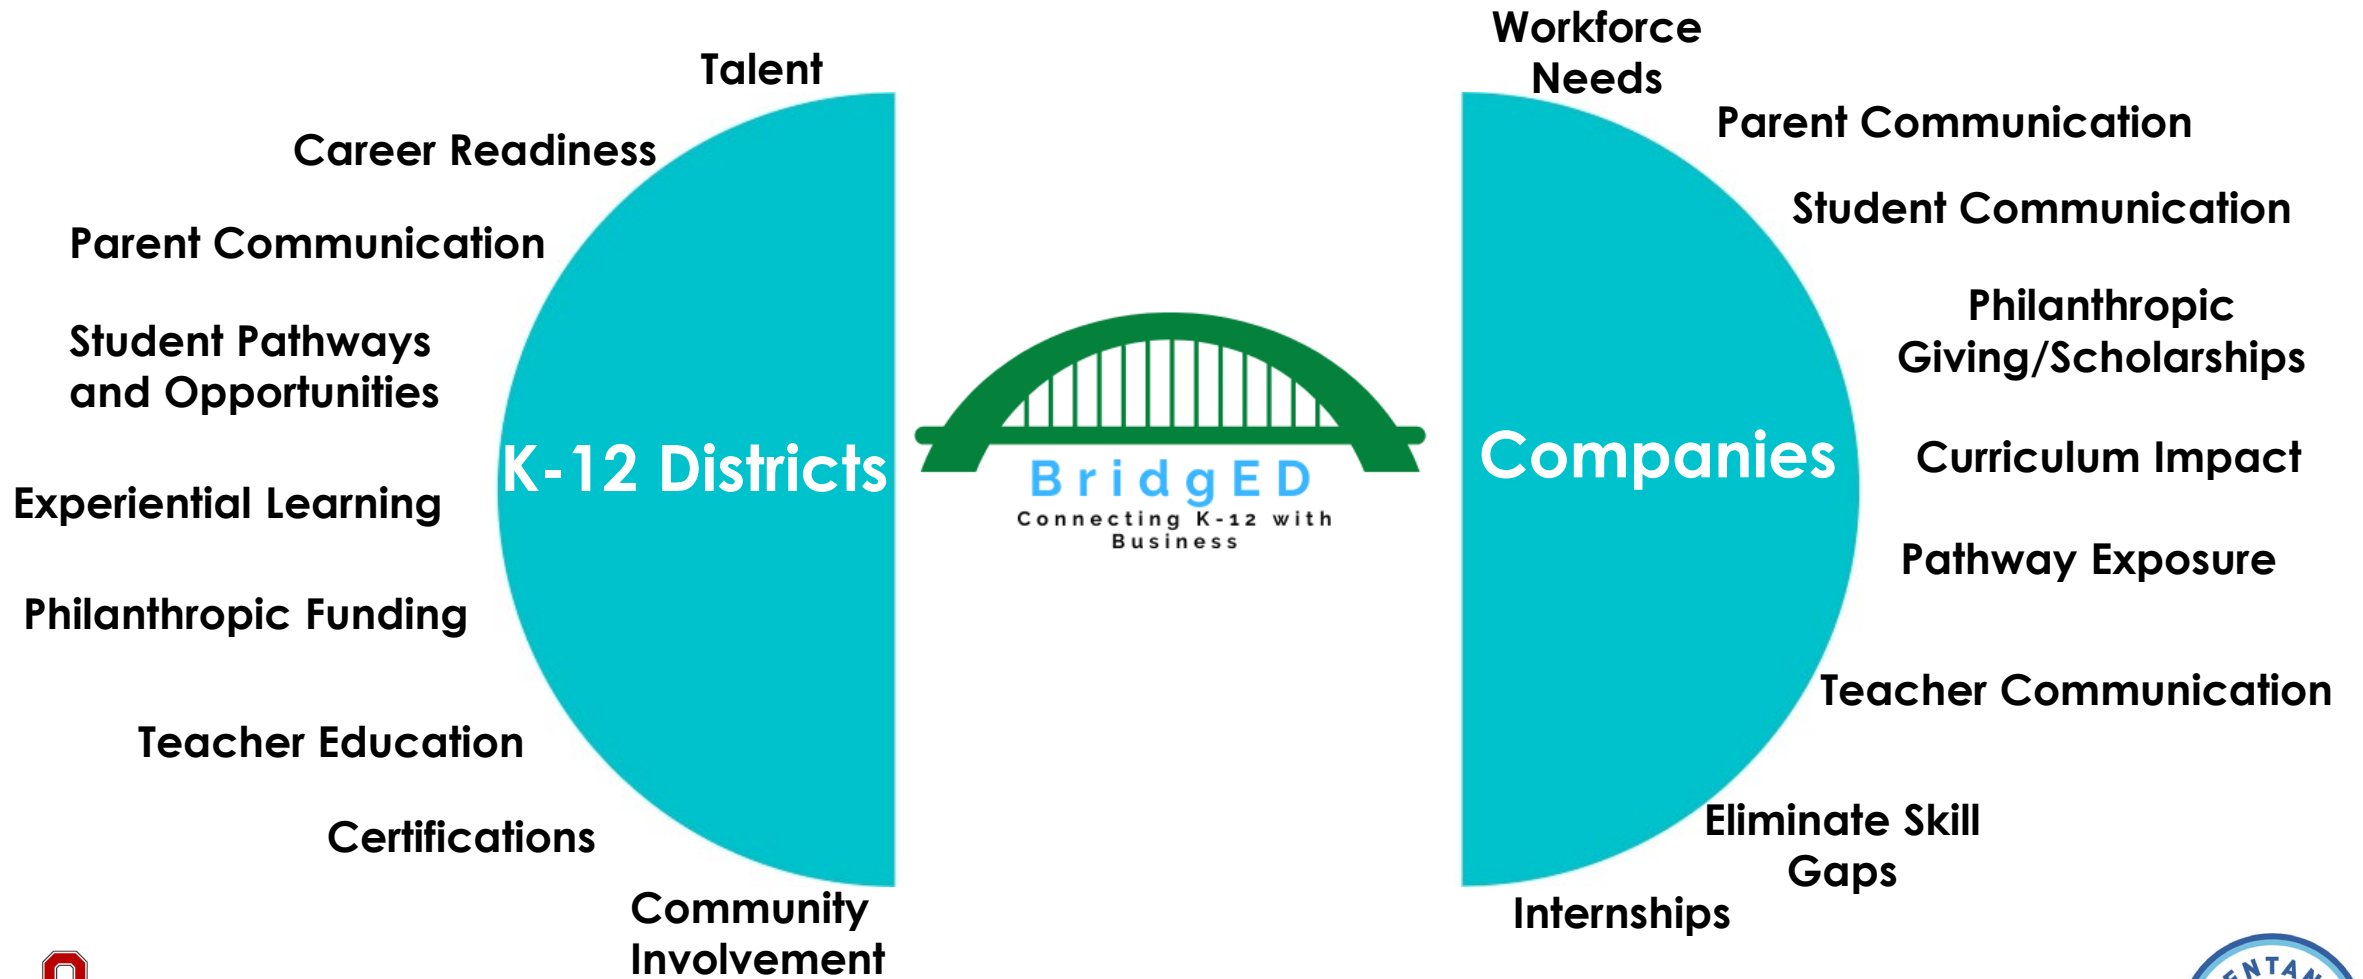 Talent
Career Readiness
Parent Communication
Student Pathways
and Opportunities
Experiential Learning
Philanthropic Funding
Teacher Education
Certifications
Community
Involvement
K-12 Districts
BridgED
Connecting K-12 with
Business
Companies
Workforce
Needs
Parent Communication
Student Communication
Philanthropic
Giving/Scholarships
Curriculum Impact
Pathway Exposure
Teacher Communication
Eliminate Skill
Gaps
Internships